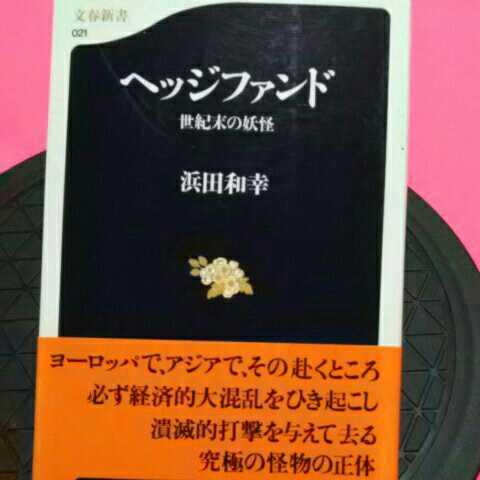 文春新書
021
ヘッジファンド
世紀末の妖怪
浜田和幸
ヨーロッパで、アジアで、その赴くところ
必ず経済的大混乱をひき起こし
潰滅的打撃を与えて去る
究極の怪物の正体